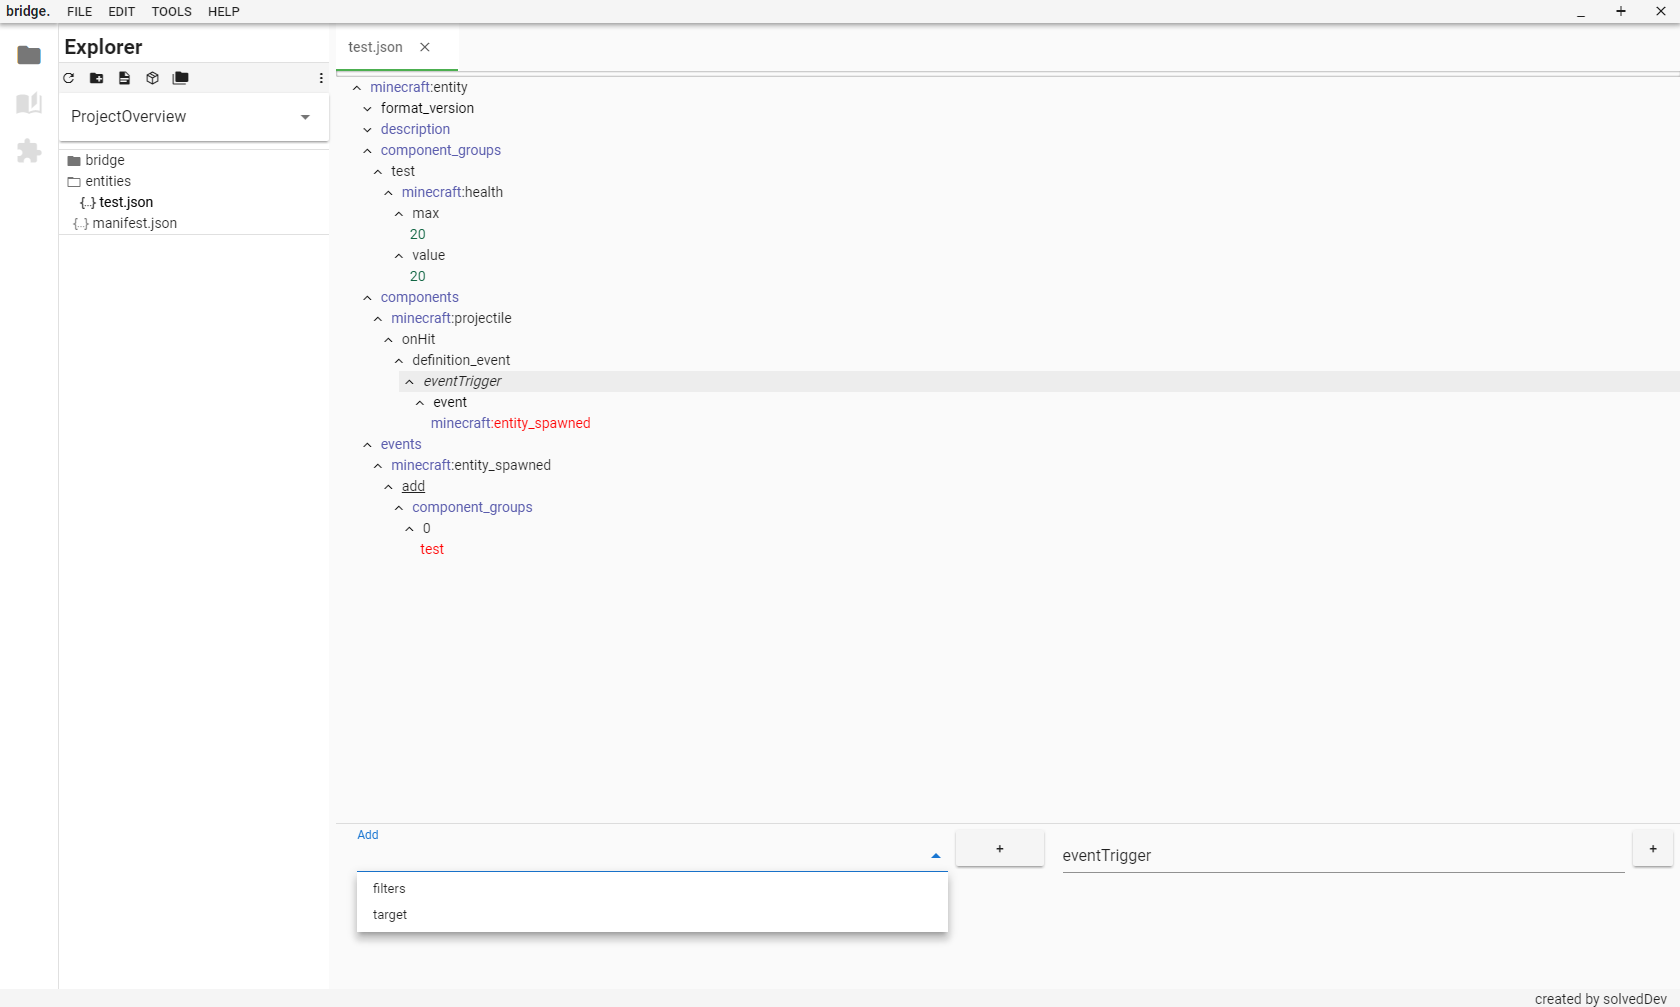 bridge. FILE EDIT TOOLS HELP
Explorer
ProjectOverview
bridge
entities
{..} test.json
{..} manifest.json
test.json
minecraft:entity
format_version
description
component_groups
test
minecraft:health
max
20
value
20
components
minecraft:projectile
onHit
definition_event
eventTrigger
event
minecraft:entity_spawned
events
minecraft:entity_spawned
add
component_groups
0
test
Add
+
eventTrigger
+
filters
target
created by solvedDev